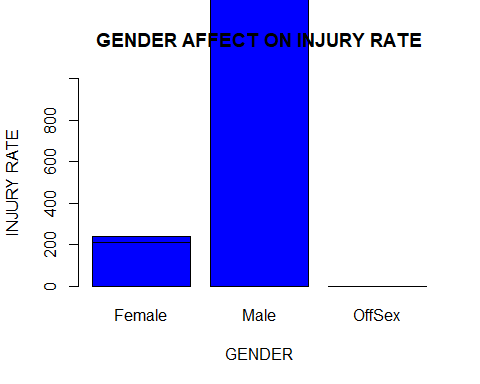 GENDER AFFECT ON INJURY RATE
INJURY RATE
800
600
400
200
0
Female Male OffSex
GENDER